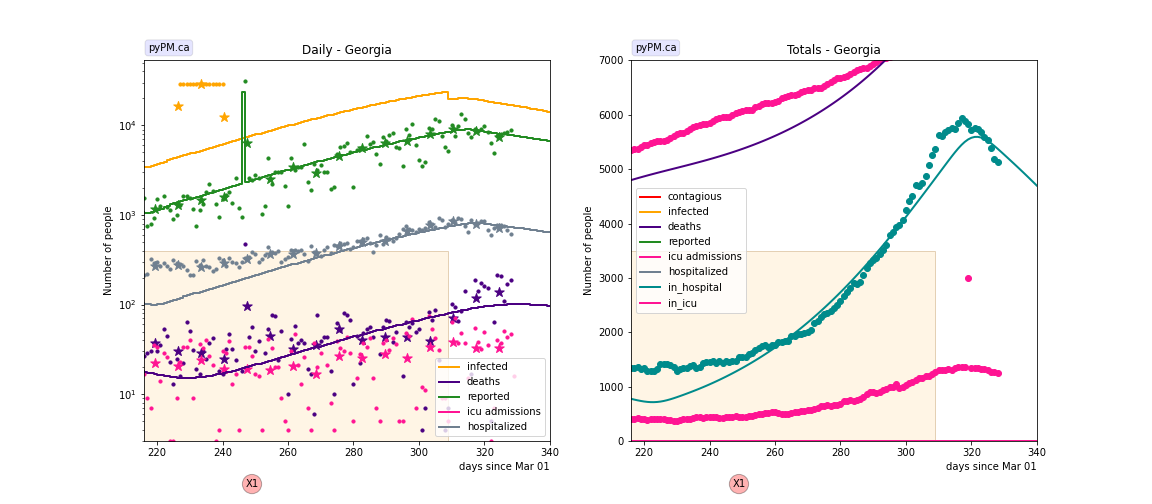 pyPM.ca
Daily - Georgia
Number of people
10⁴
10³
10²
10¹
infected
deaths
reported
icu admissions
hospitalized
220 240 260 280 300 320 340
days since Mar 01
X1
pyPM.ca
Totals - Georgia
Number of people
7000
6000
5000
4000
3000
2000
1000
0
contagious
infected
deaths
reported
icu admissions
hospitalized
in_hospital
in_icu
220 240 260 280 300 320 340
days since Mar 01
X1